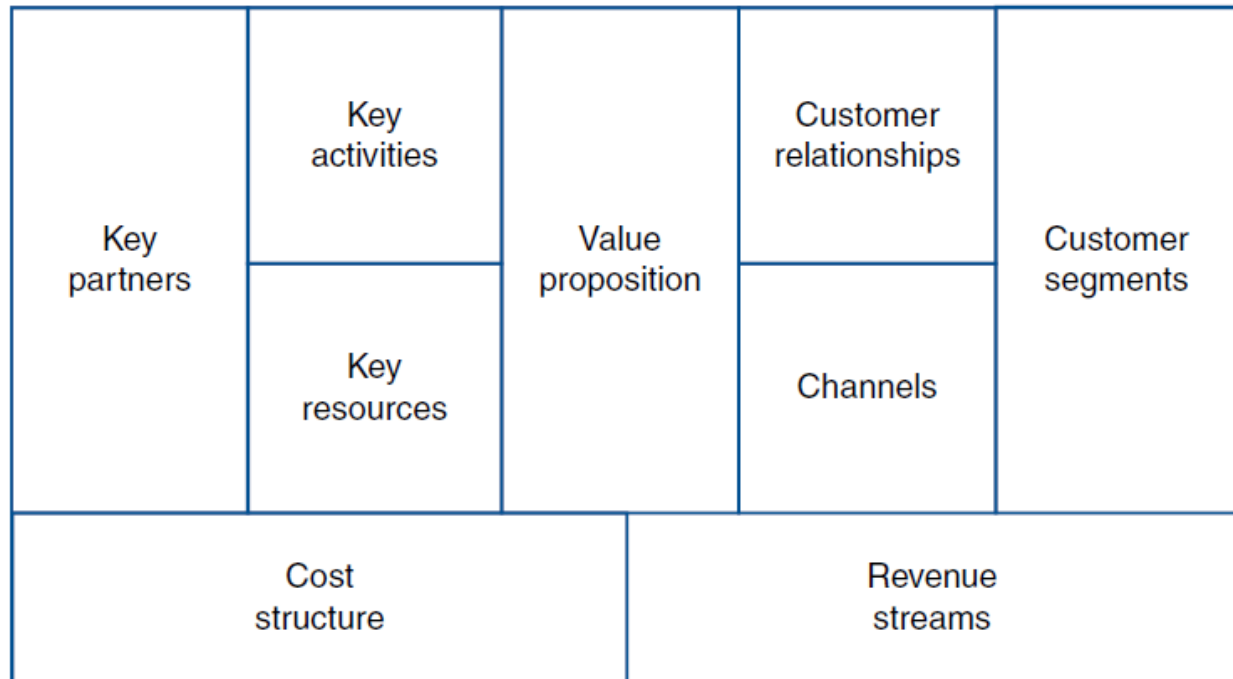 Key
partners
Key
activities
Key
resources
Value
proposition
Customer
relationships
Channels
Customer
segments
Cost
structure
Revenue
streams